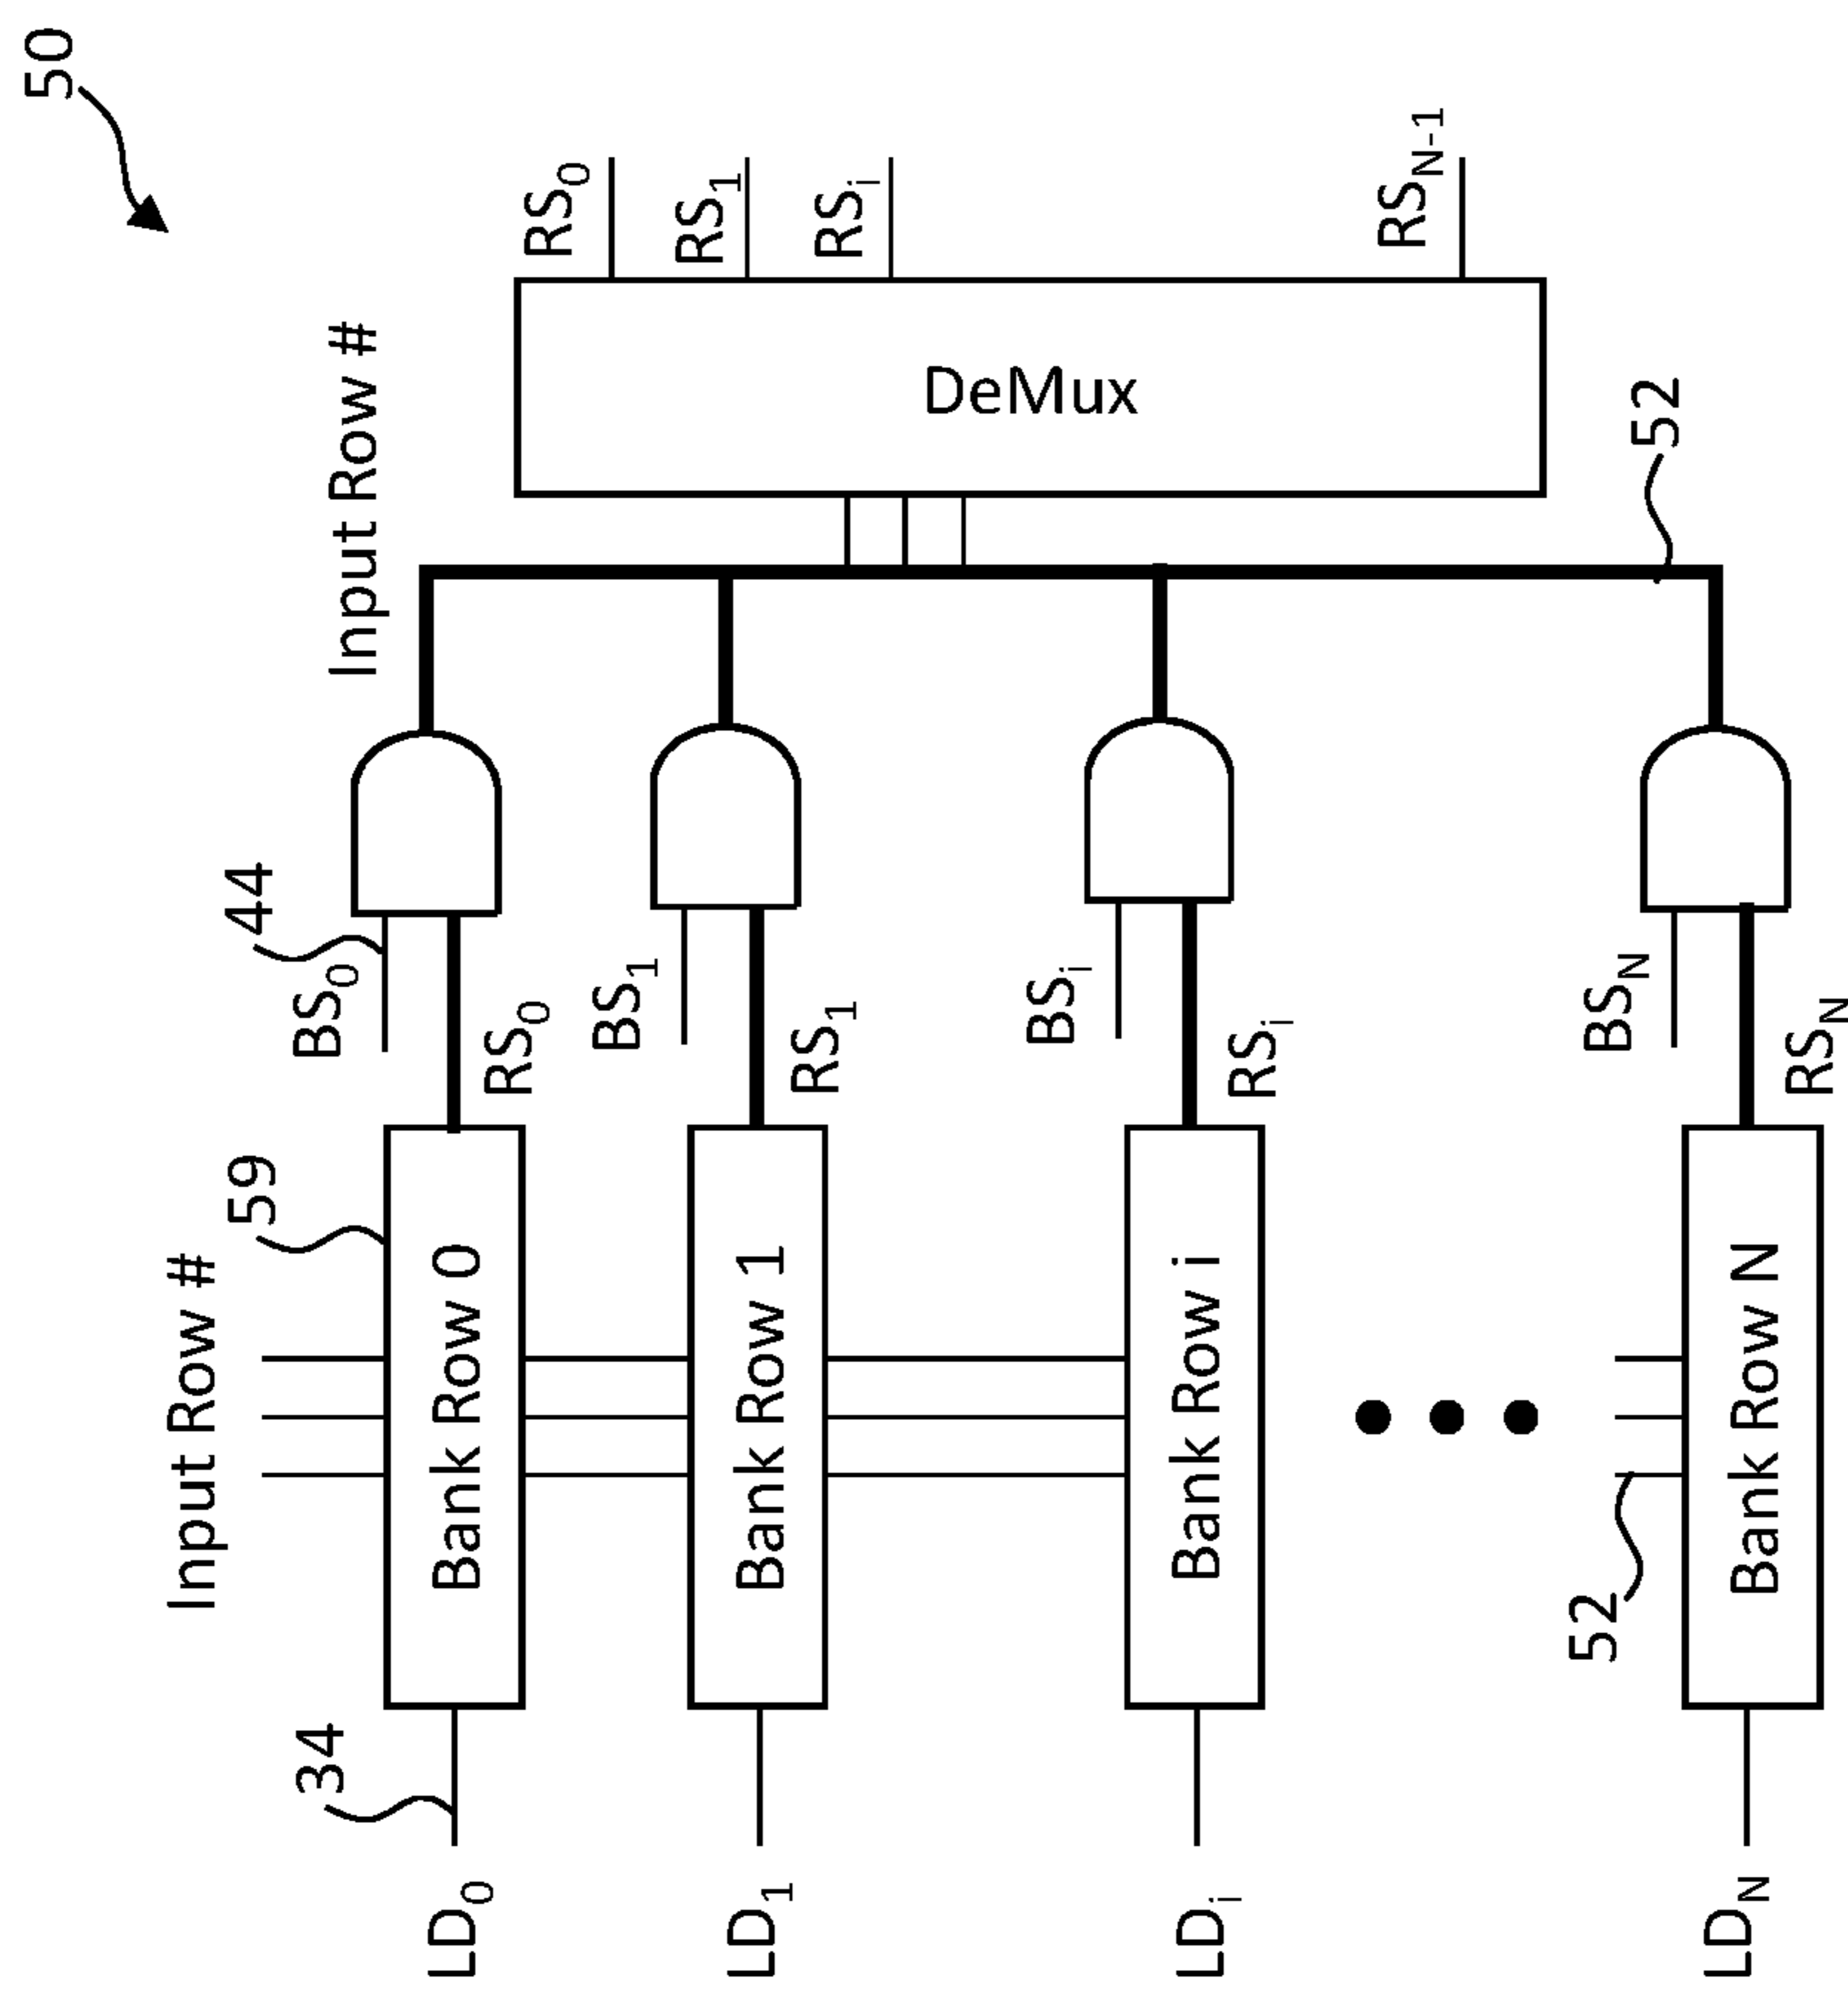 50
Input Row #
RS0
RS1
RSi
RSN-1
DeMux
52
44
BS0
RS0
BS1
RS1
BSi
RSi
BSN
RSN
Input Row #
59
Bank Row 0
Bank Row 1
Bank Row i
Bank Row N
52
34
LD0
LD1
LDi
LDN